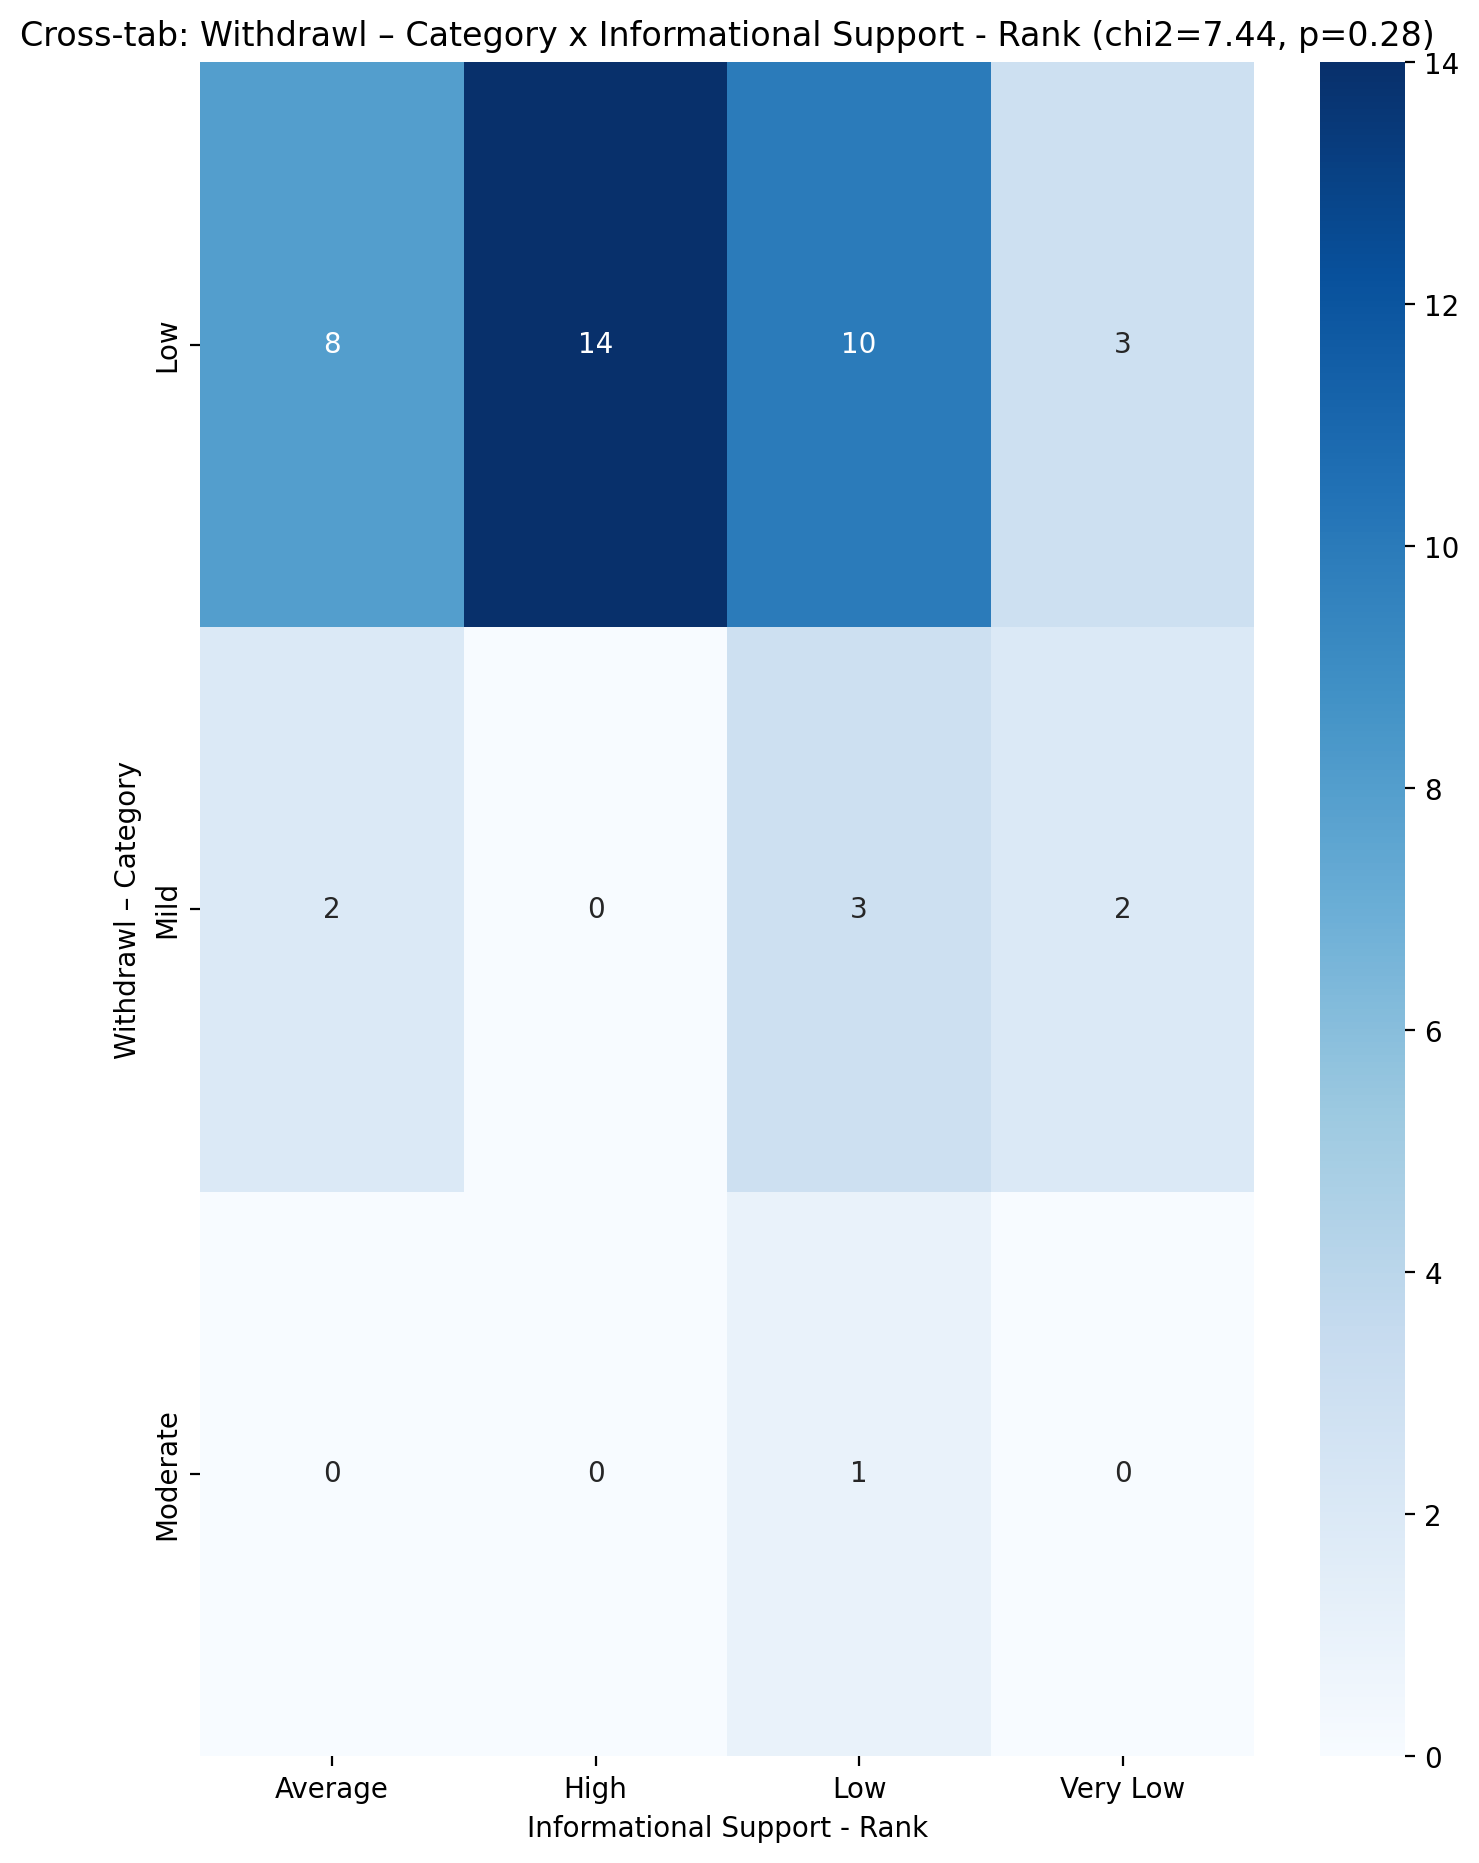 Cross-tab: Withdrawl – Category x Informational Support - Rank (chi2=7.44, p=0.28)
Withdrawl – Category
Low
8 14 10 3
Mild
2 0 3 2
Moderate
0 0 1 0
Average High Low Very Low
Informational Support - Rank
14
12
10
8
6
4
2
0